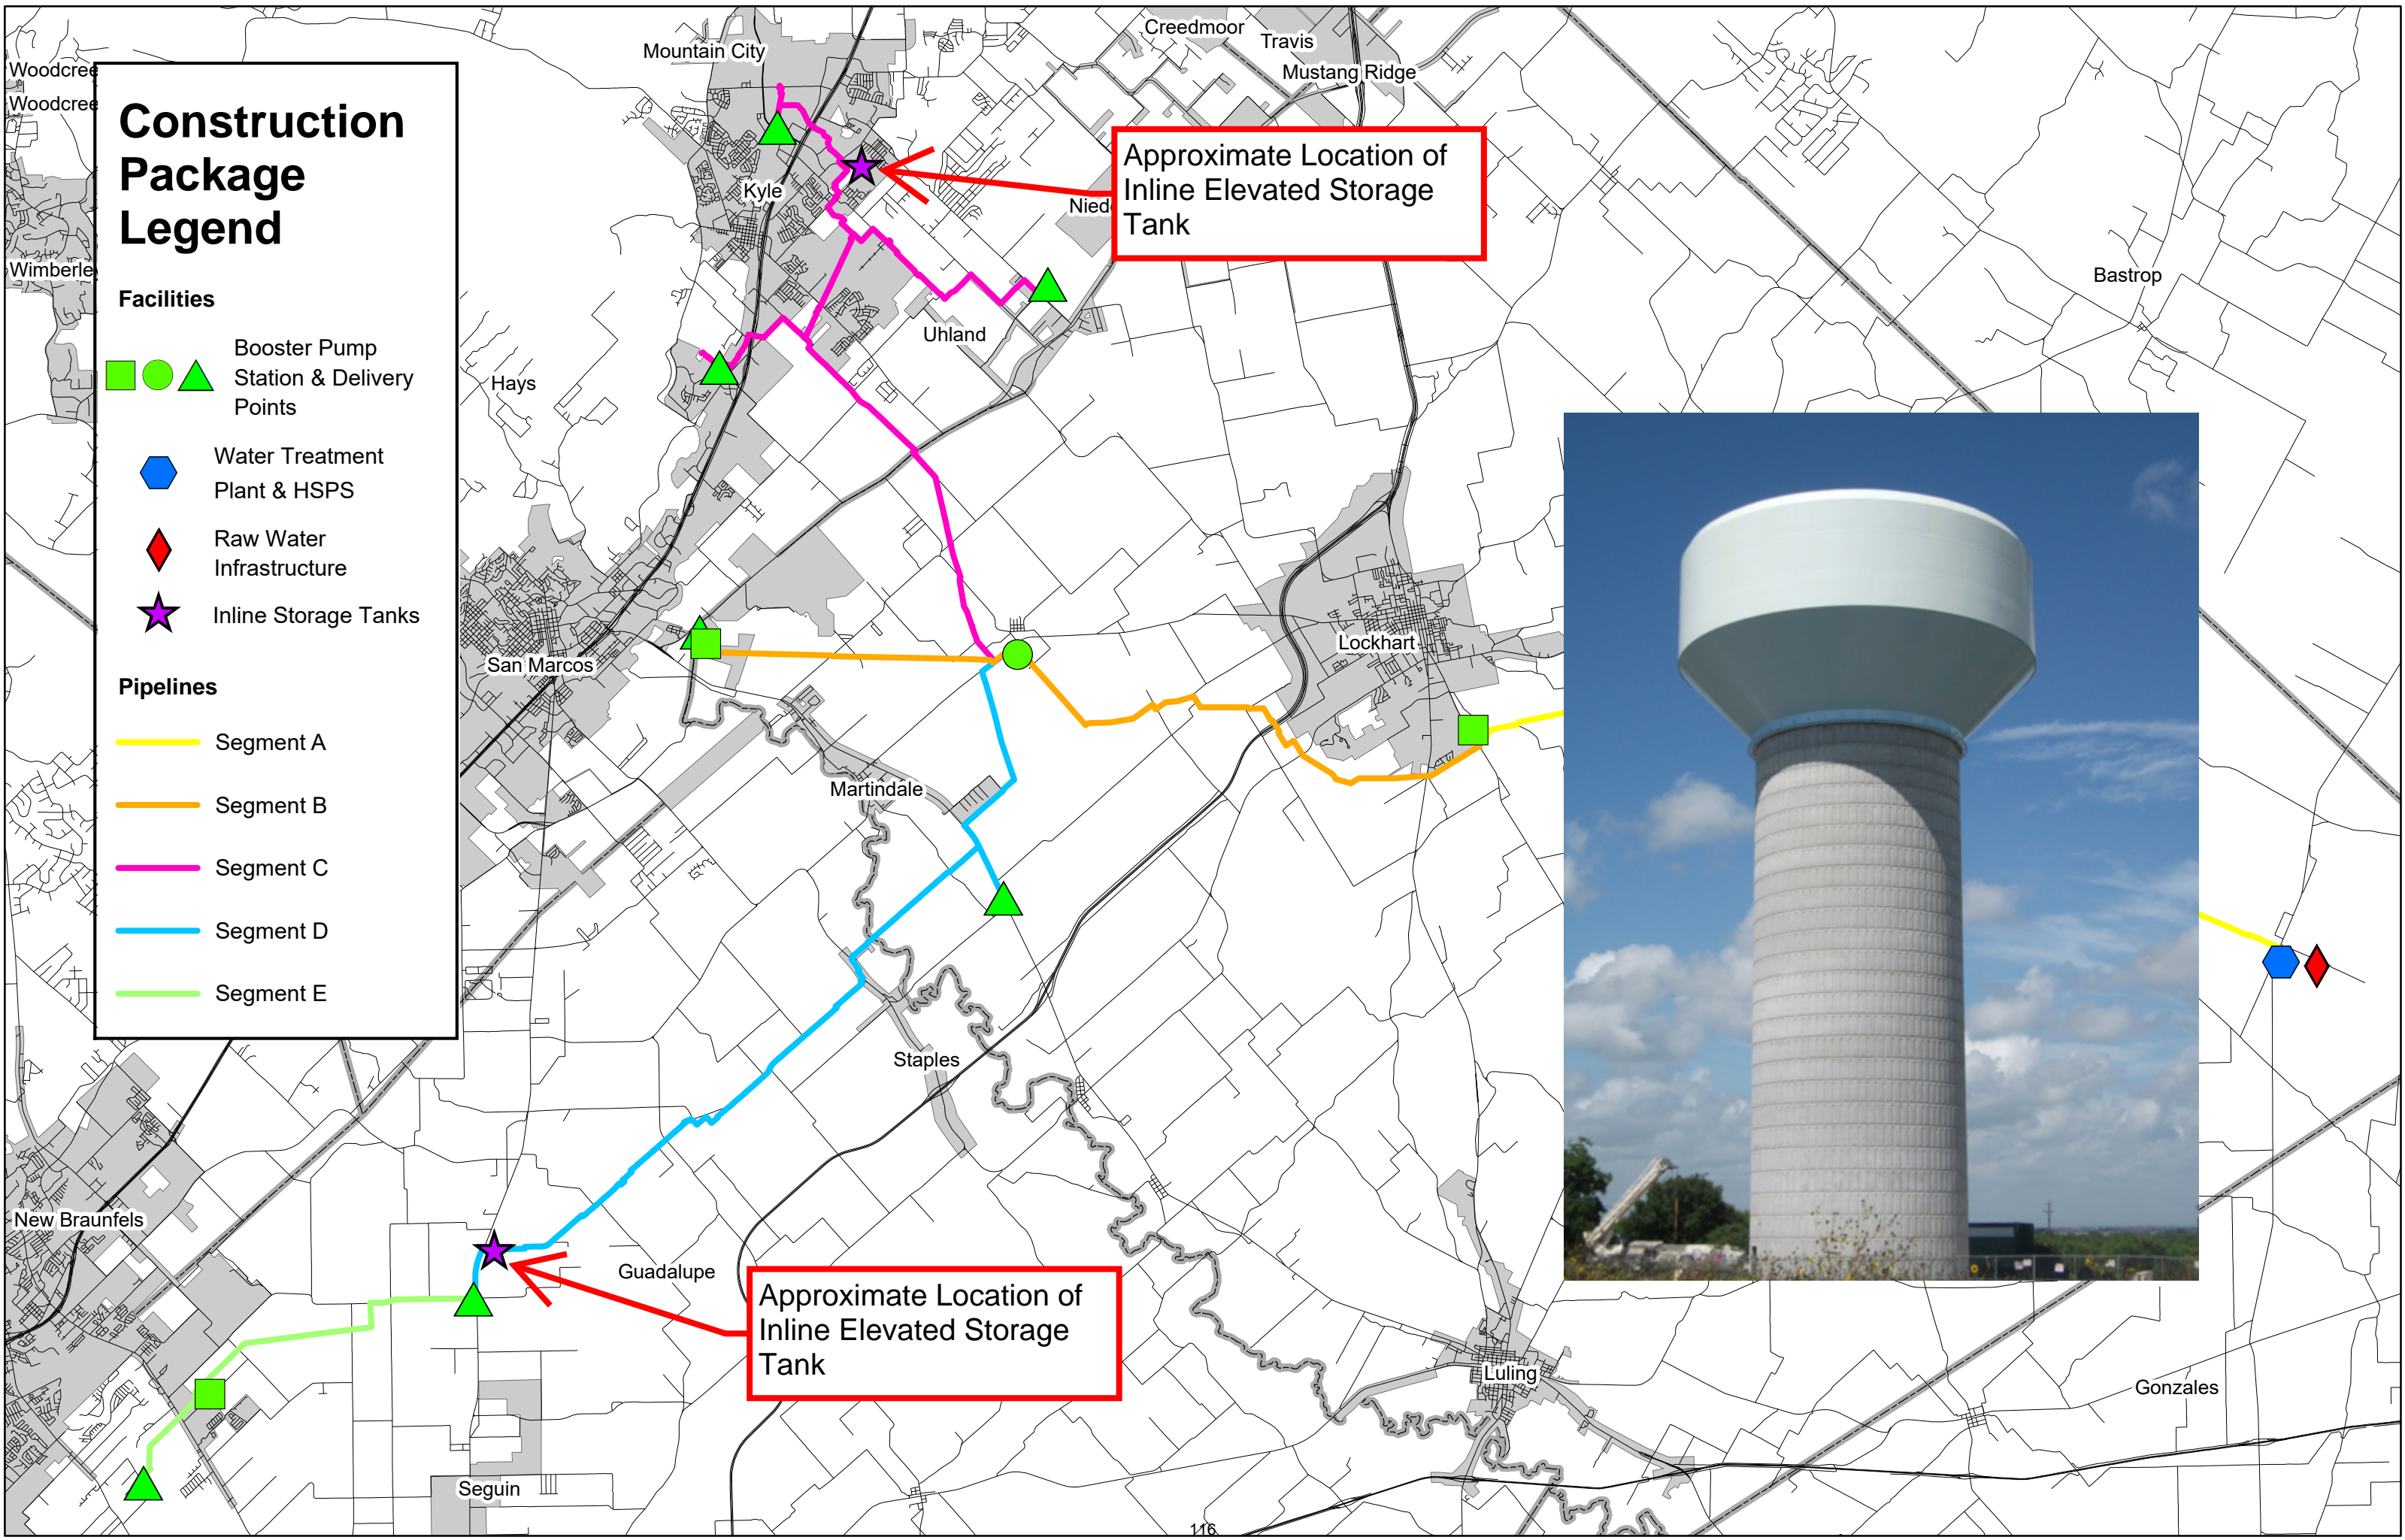 Construction
Package
Legend
Facilities
Booster Pump
Station & Delivery
Points
Water Treatment
Plant & HSPS
Raw Water
Infrastructure
Inline Storage Tanks
Pipelines
Segment A
Segment B
Segment C
Segment D
Segment E
Woodcree
Woodcree
Wimberle
Mountain City
Creedmoor
Travis
Mustang Ridge
Approximate Location of
Inline Elevated Storage
Tank
Kyle
Niede
Bastrop
Uhland
Hays
San Marcos
Lockhart
Martindale
Staples
New Braunfels
Guadalupe
Approximate Location of
Inline Elevated Storage
Tank
Luling
Gonzales
Seguin
116